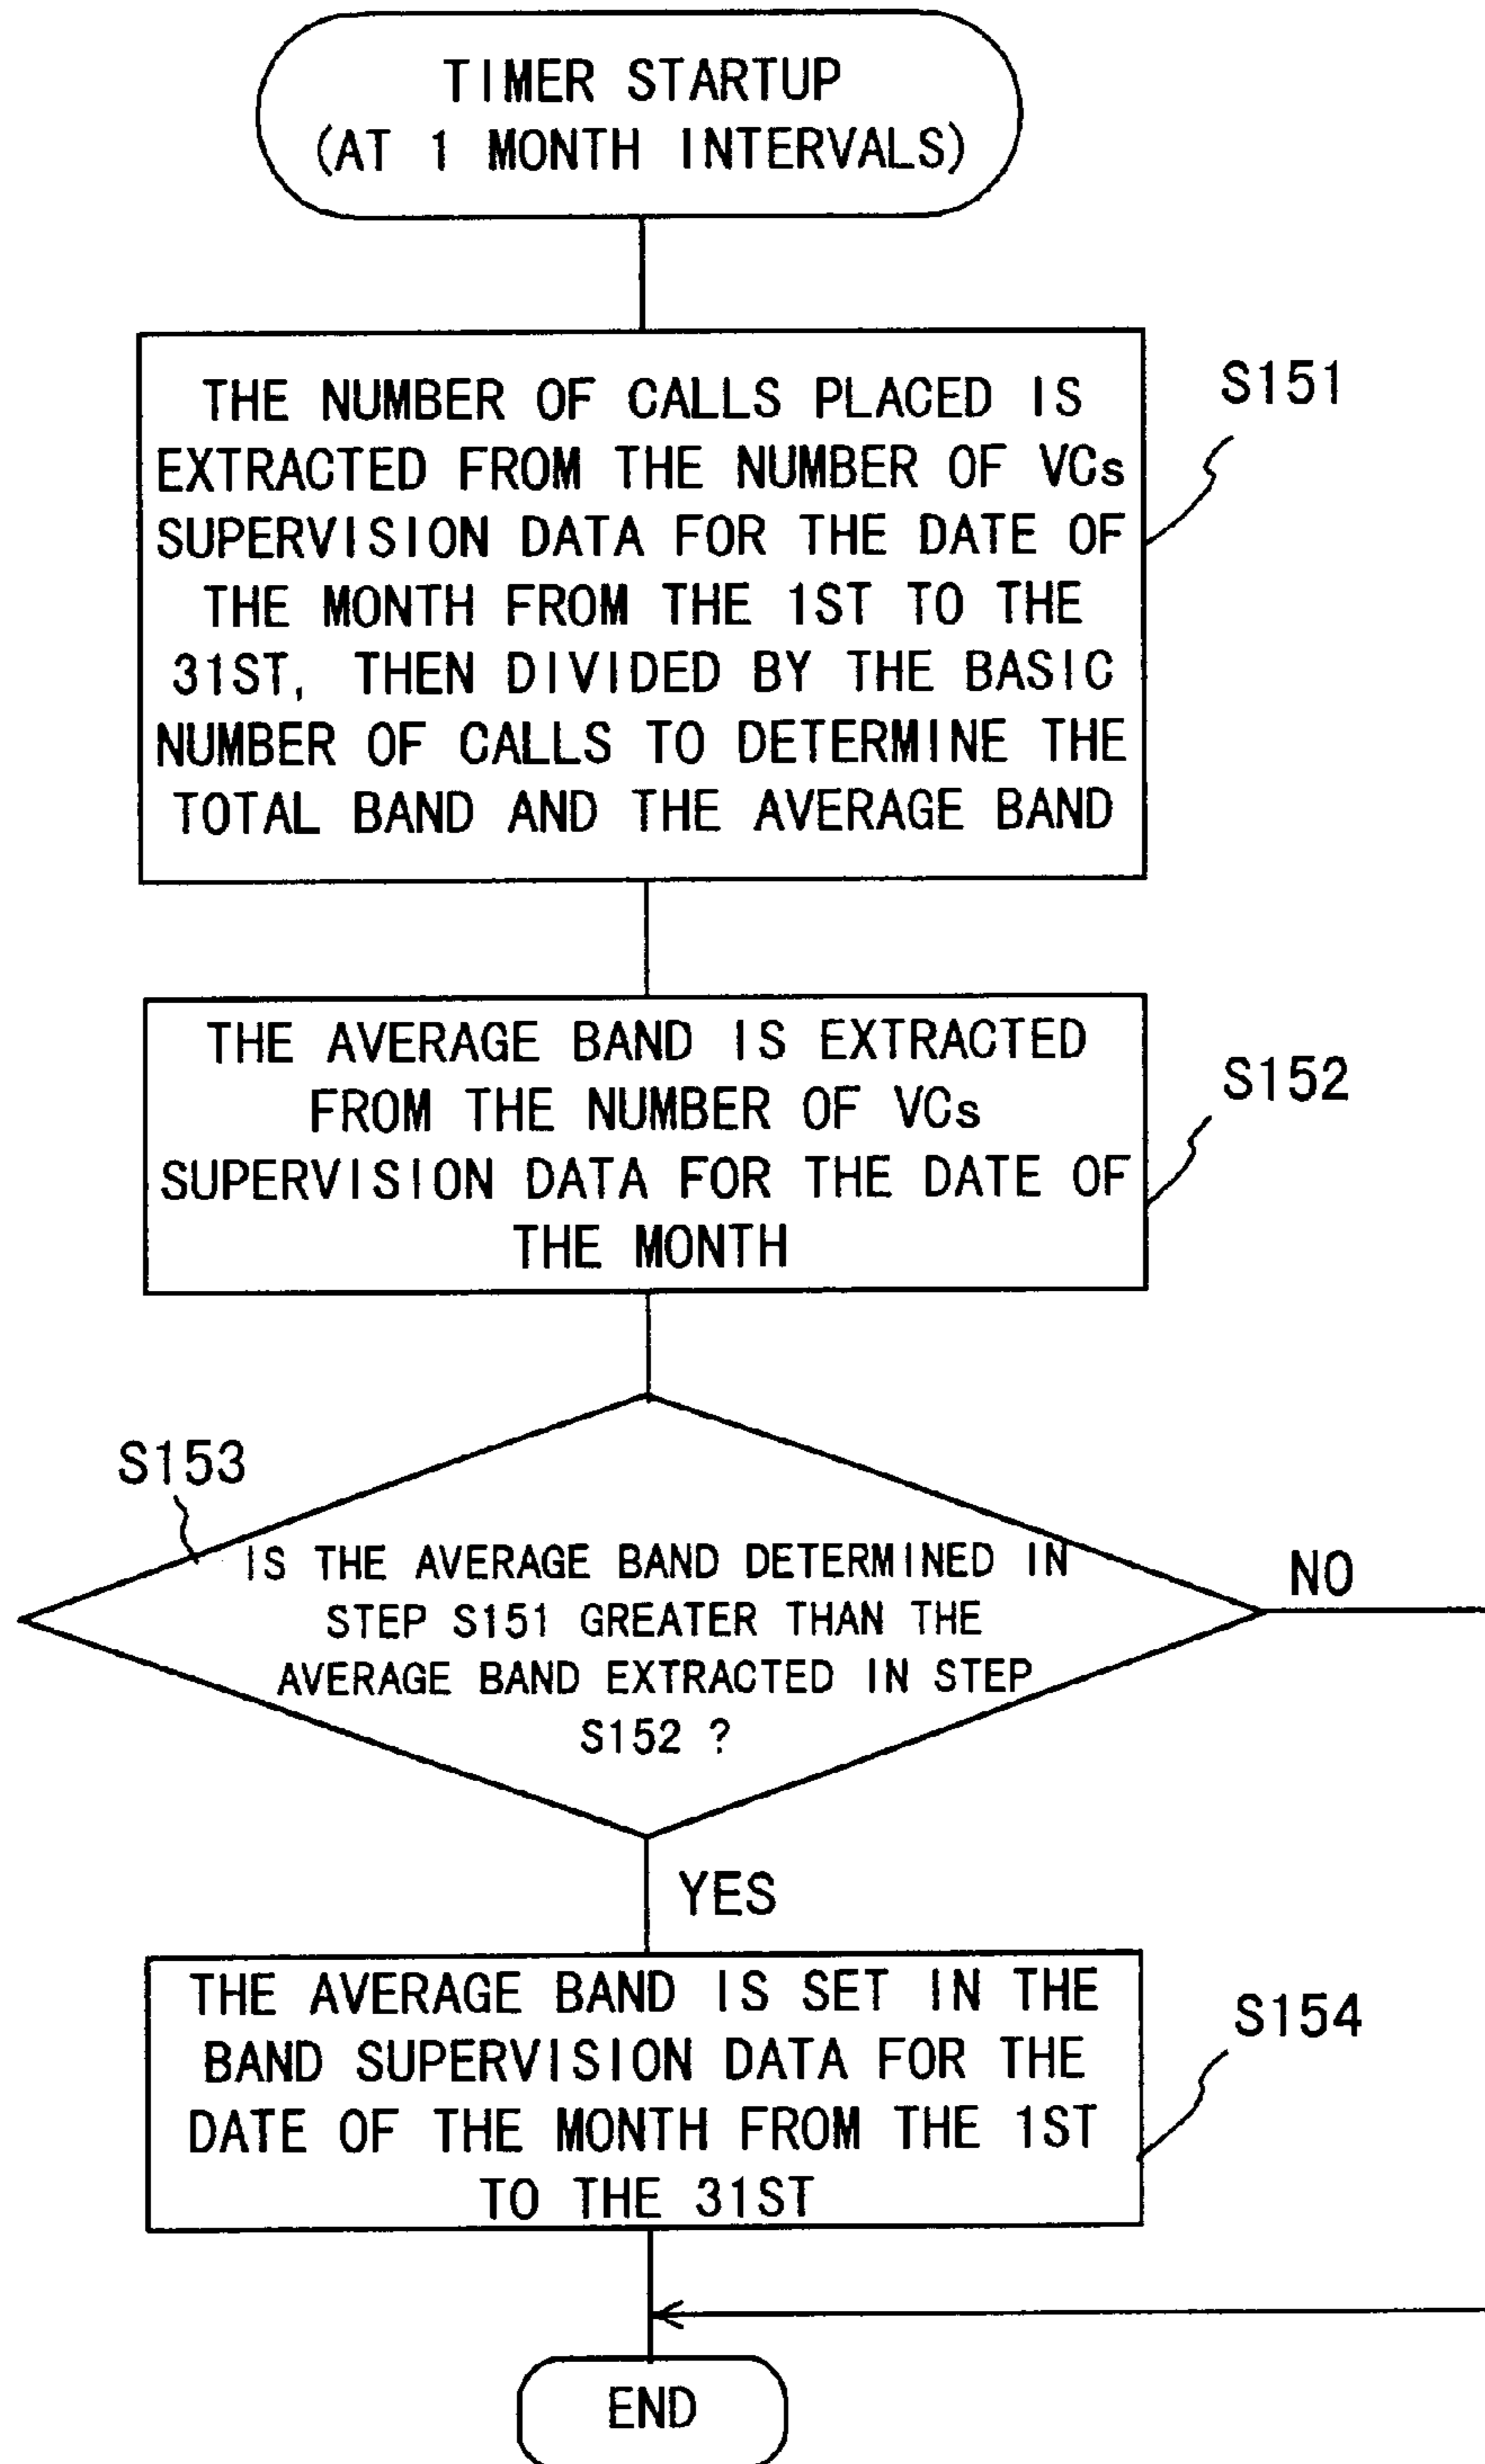 TIMER STARTUP
(AT 1 MONTH INTERVALS)
THE NUMBER OF CALLS PLACED IS
EXTRACTED FROM THE NUMBER OF VCs
SUPERVISION DATA FOR THE DATE OF
THE MONTH FROM THE 1ST TO THE
31ST, THEN DIVIDED BY THE BASIC
NUMBER OF CALLS TO DETERMINE THE
TOTAL BAND AND THE AVERAGE BAND
S151
THE AVERAGE BAND IS EXTRACTED
FROM THE NUMBER OF VCs
SUPERVISION DATA FOR THE DATE OF
THE MONTH
S152
S153
IS THE AVERAGE BAND DETERMINED IN
STEP S151 GREATER THAN THE
AVERAGE BAND EXTRACTED IN STEP
S152 ?
NO
YES
THE AVERAGE BAND IS SET IN THE
BAND SUPERVISION DATA FOR THE
DATE OF THE MONTH FROM THE 1ST
TO THE 31ST
S154
END